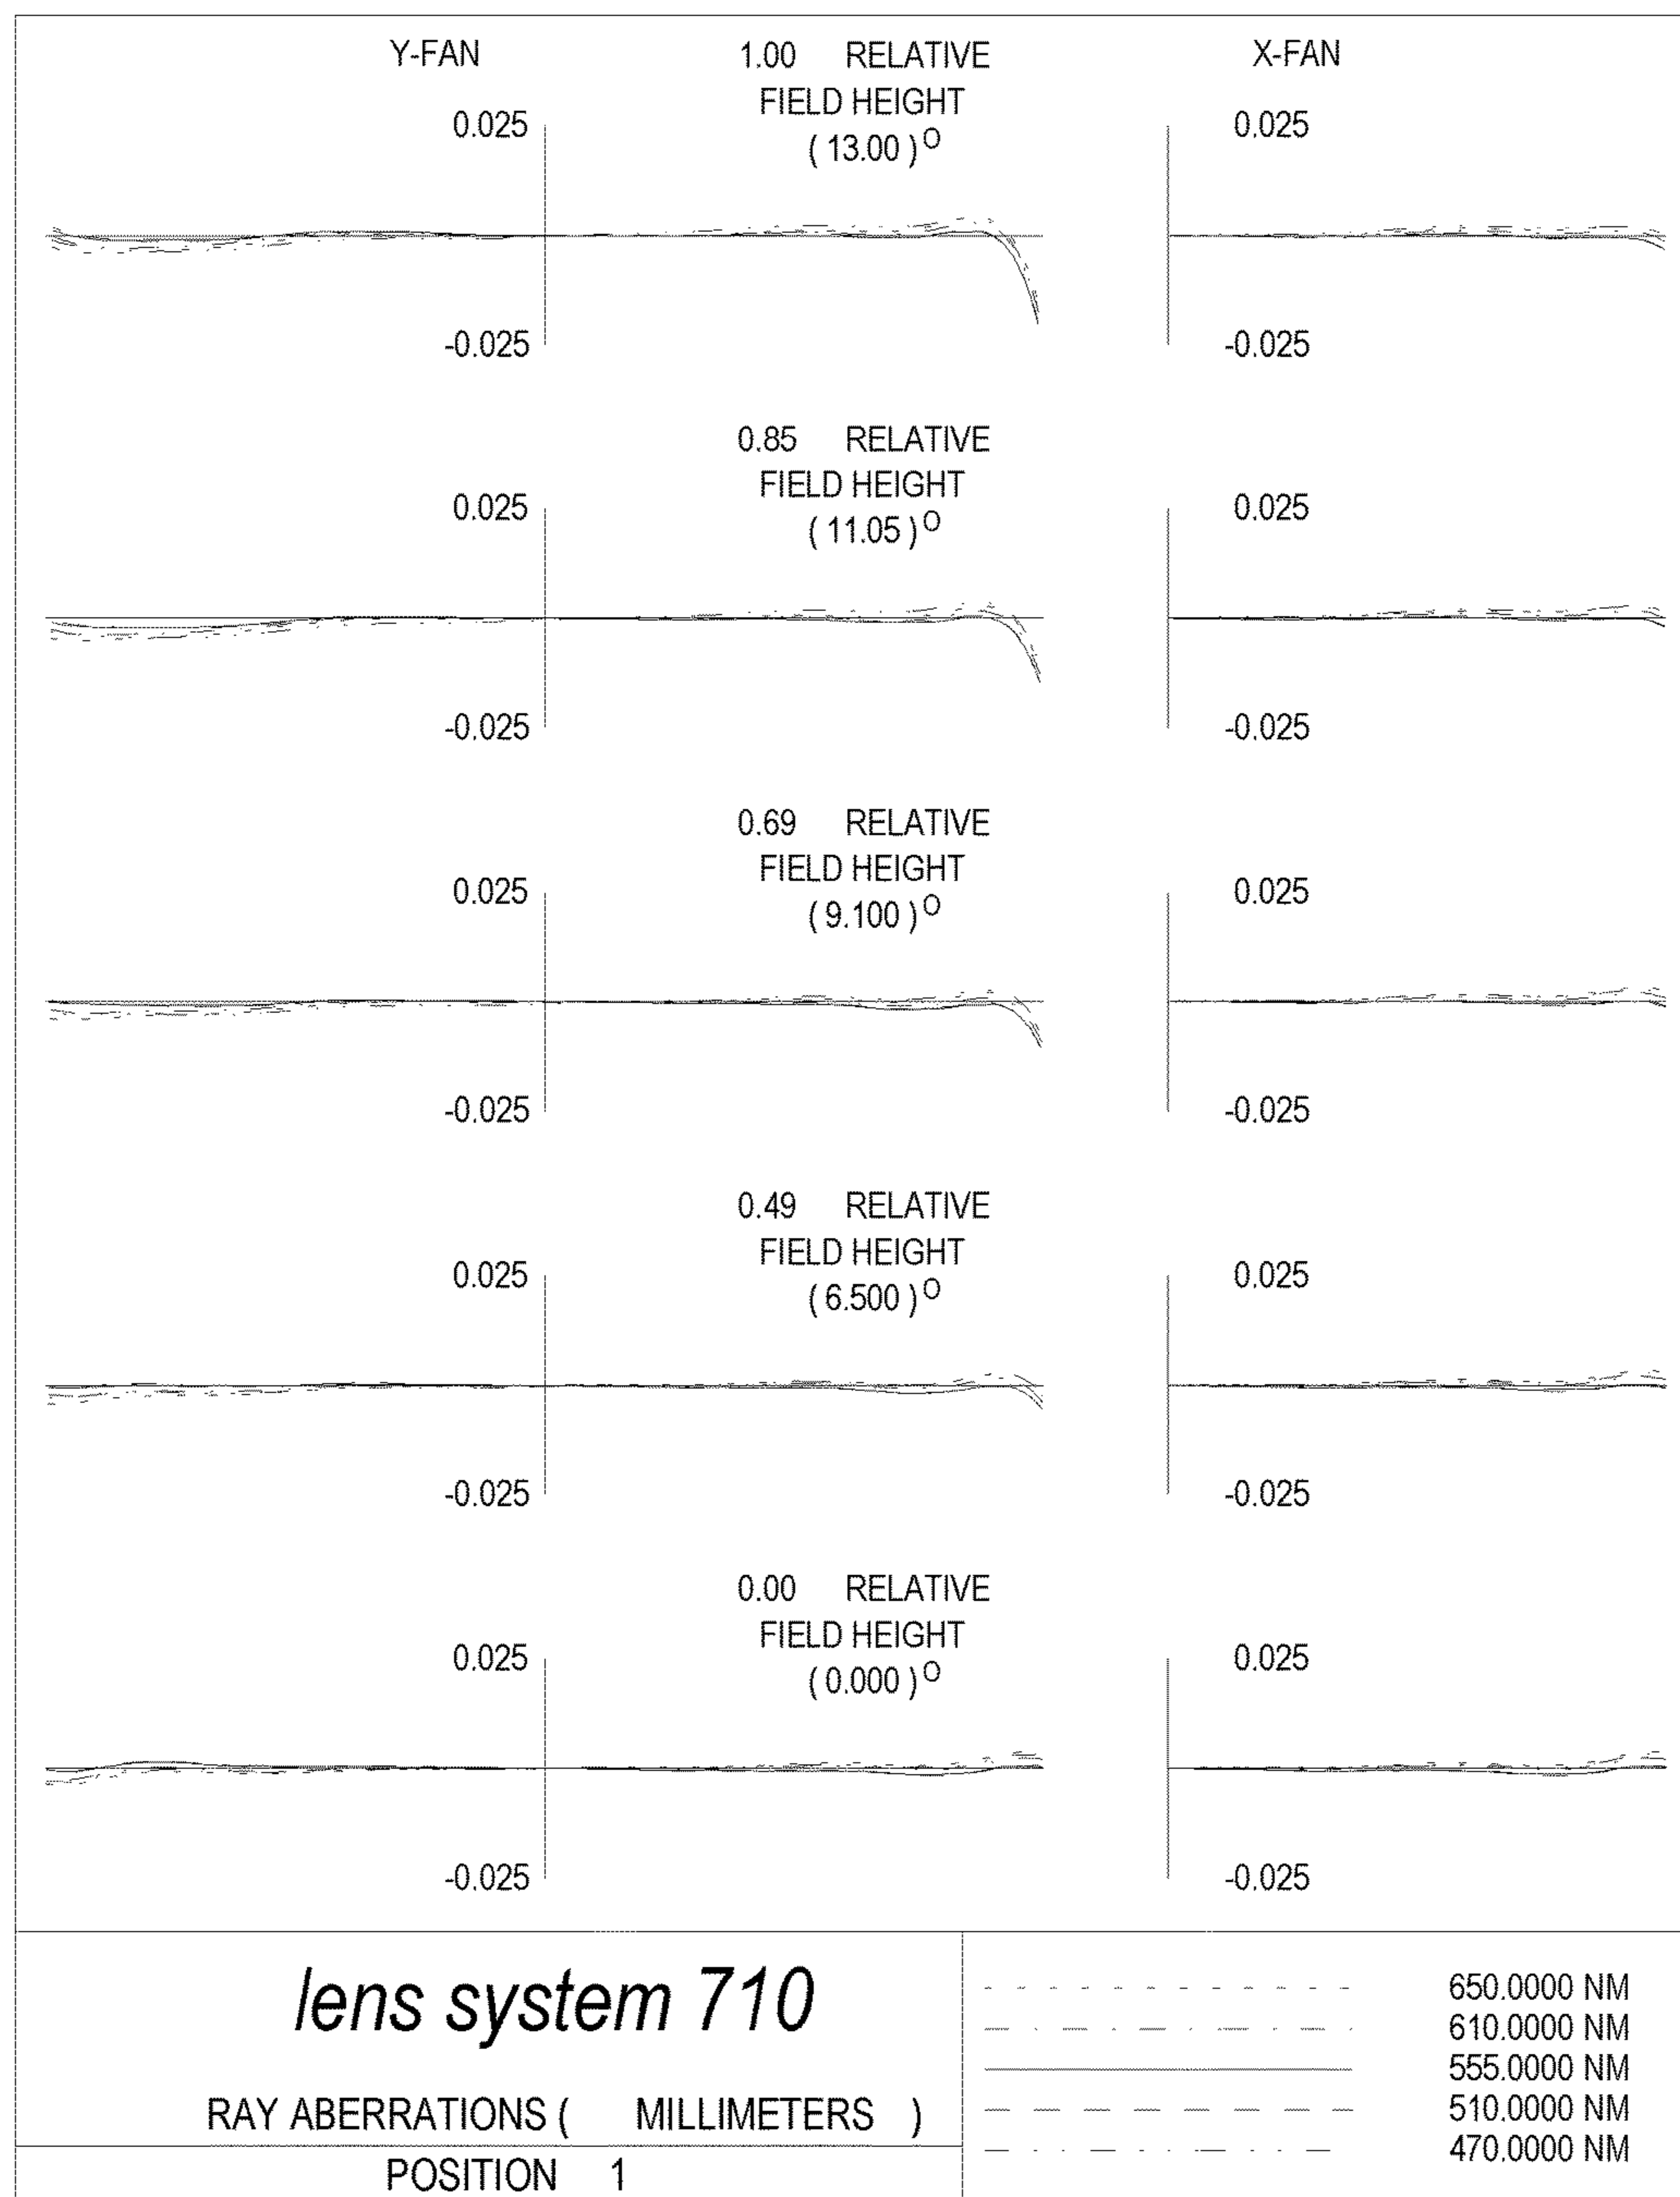 Y-FAN 1.00 RELATIVE X-FAN
FIELD HEIGHT
0.025 0.025
( 13.00 )O
-0.025 -0.025
0.85 RELATIVE
FIELD HEIGHT
0.025 0.025
( 11.05 )O
-0.025 -0.025
0.69 RELATIVE
FIELD HEIGHT
0.025 0.025
( 9.100 )O
-0.025 -0.025
0.49 RELATIVE
FIELD HEIGHT
0.025 0.025
( 6.500 )O
-0.025 -0.025
0.00 RELATIVE
FIELD HEIGHT
0.025 0.025
( 0.000 )O
-0.025 -0.025
lens system 710
RAY ABERRATIONS ( MILLIMETERS )
POSITION 1
650.0000 NM
610.0000 NM
555.0000 NM
510.0000 NM
470.0000 NM